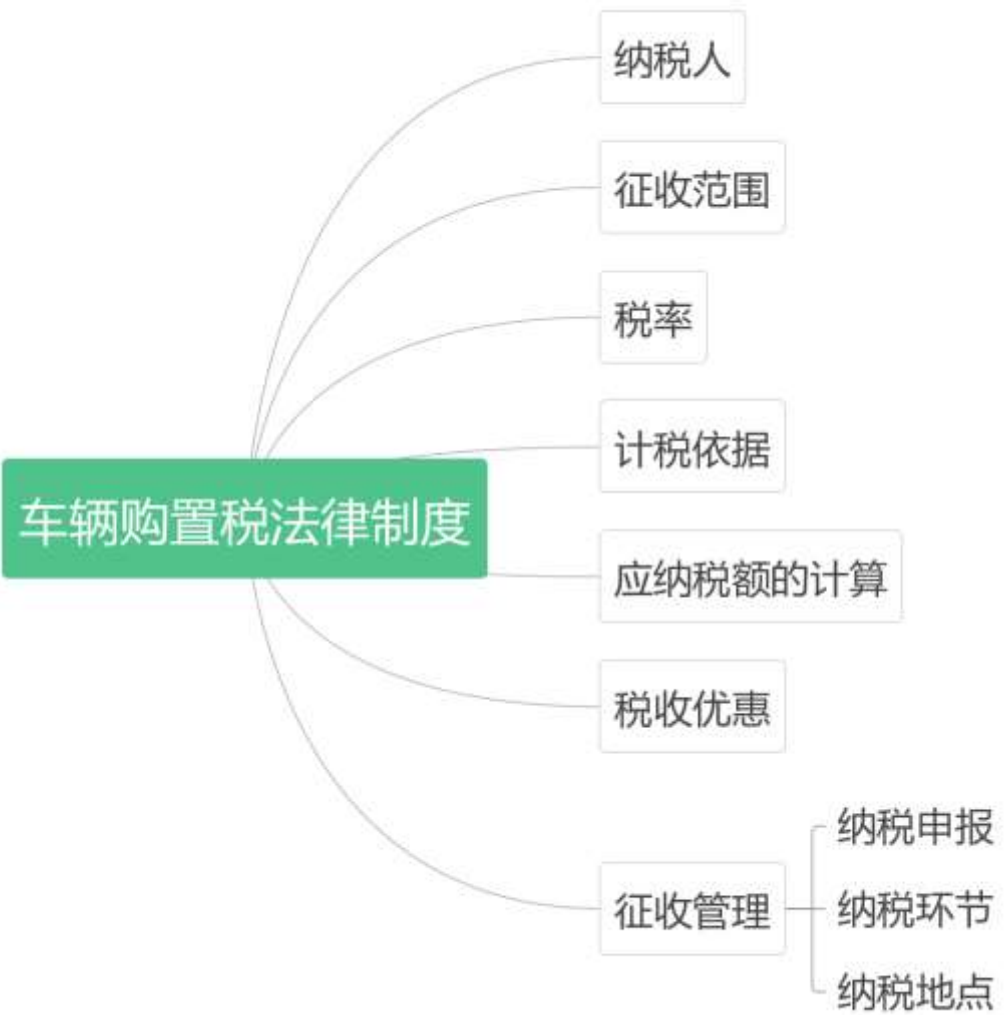 车辆购置税法律制度
纳税人
征收范围
税率
计税依据
应纳税额的计算
税收优惠
征收管理
纳税申报
纳税环节
纳税地点